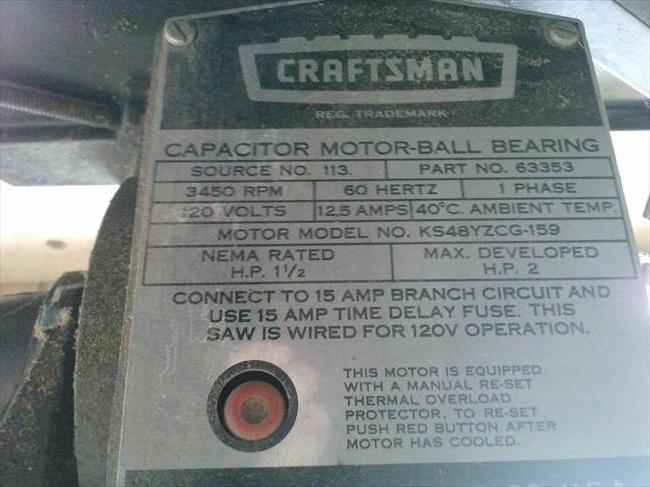 CRAFTSMAN
REG. TRADEMARK
CAPACITOR MOTOR-BALL BEARING
SOURCE NO. 113. PART NO. 63353
3450 RPM 60 HERTZ 1 PHASE
120 VOLTS 12.5 AMPS 40°C. AMBIENT TEMP.
MOTOR MODEL NO. KS48YZCG-159
NEMA RATED MAX. DEVELOPED
H.P. 1 1/2 H.P. 2
CONNECT TO 15 AMP BRANCH CIRCUIT AND
USE 15 AMP TIME DELAY FUSE. THIS
SAW IS WIRED FOR 120V OPERATION.
THIS MOTOR IS EQUIPPED
WITH A MANUAL RE-SET
THERMAL OVERLOAD
PROTECTOR. TO RE-SET
PUSH RED BUTTON AFTER
MOTOR HAS COOLED.